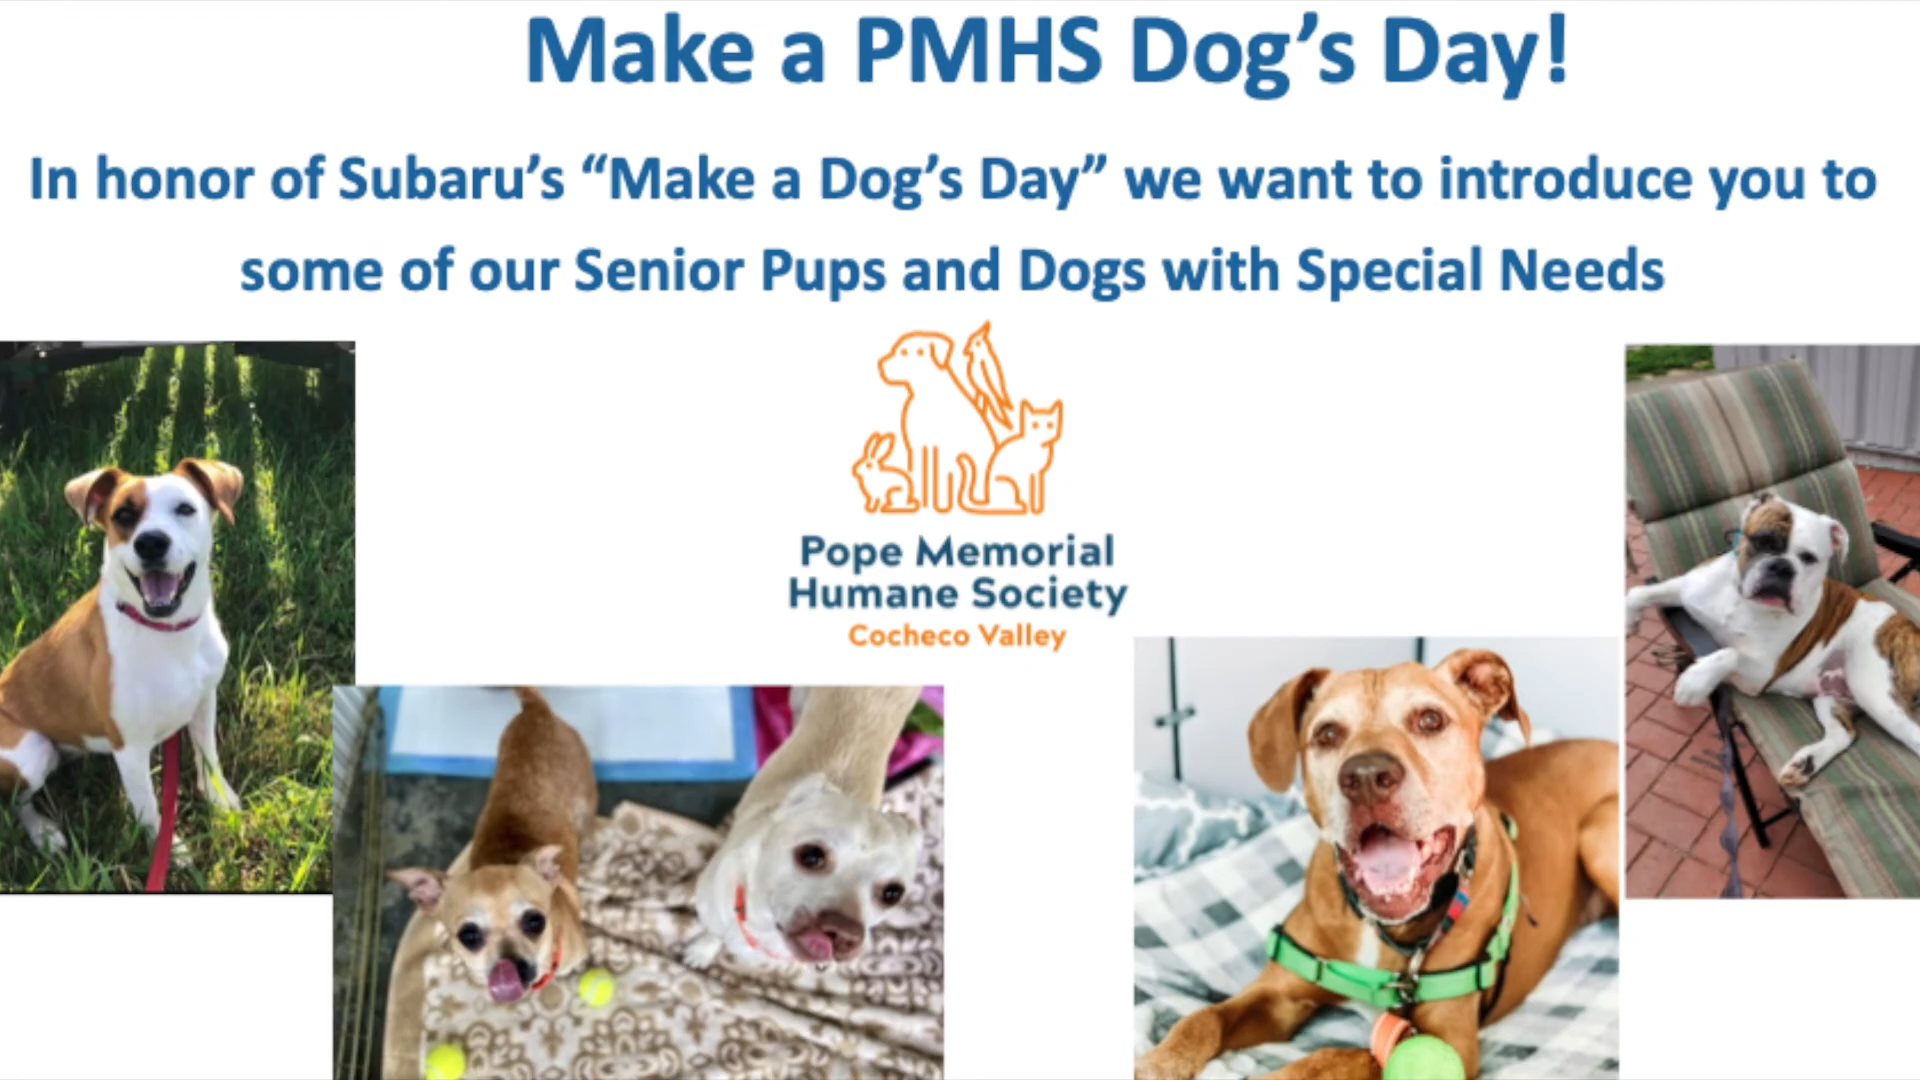 Make a PMHS Dog’s Day!
In honor of Subaru’s “Make a Dog’s Day” we want to introduce you to
some of our Senior Pups and Dogs with Special Needs
Pope Memorial
Humane Society
Cocheco Valley